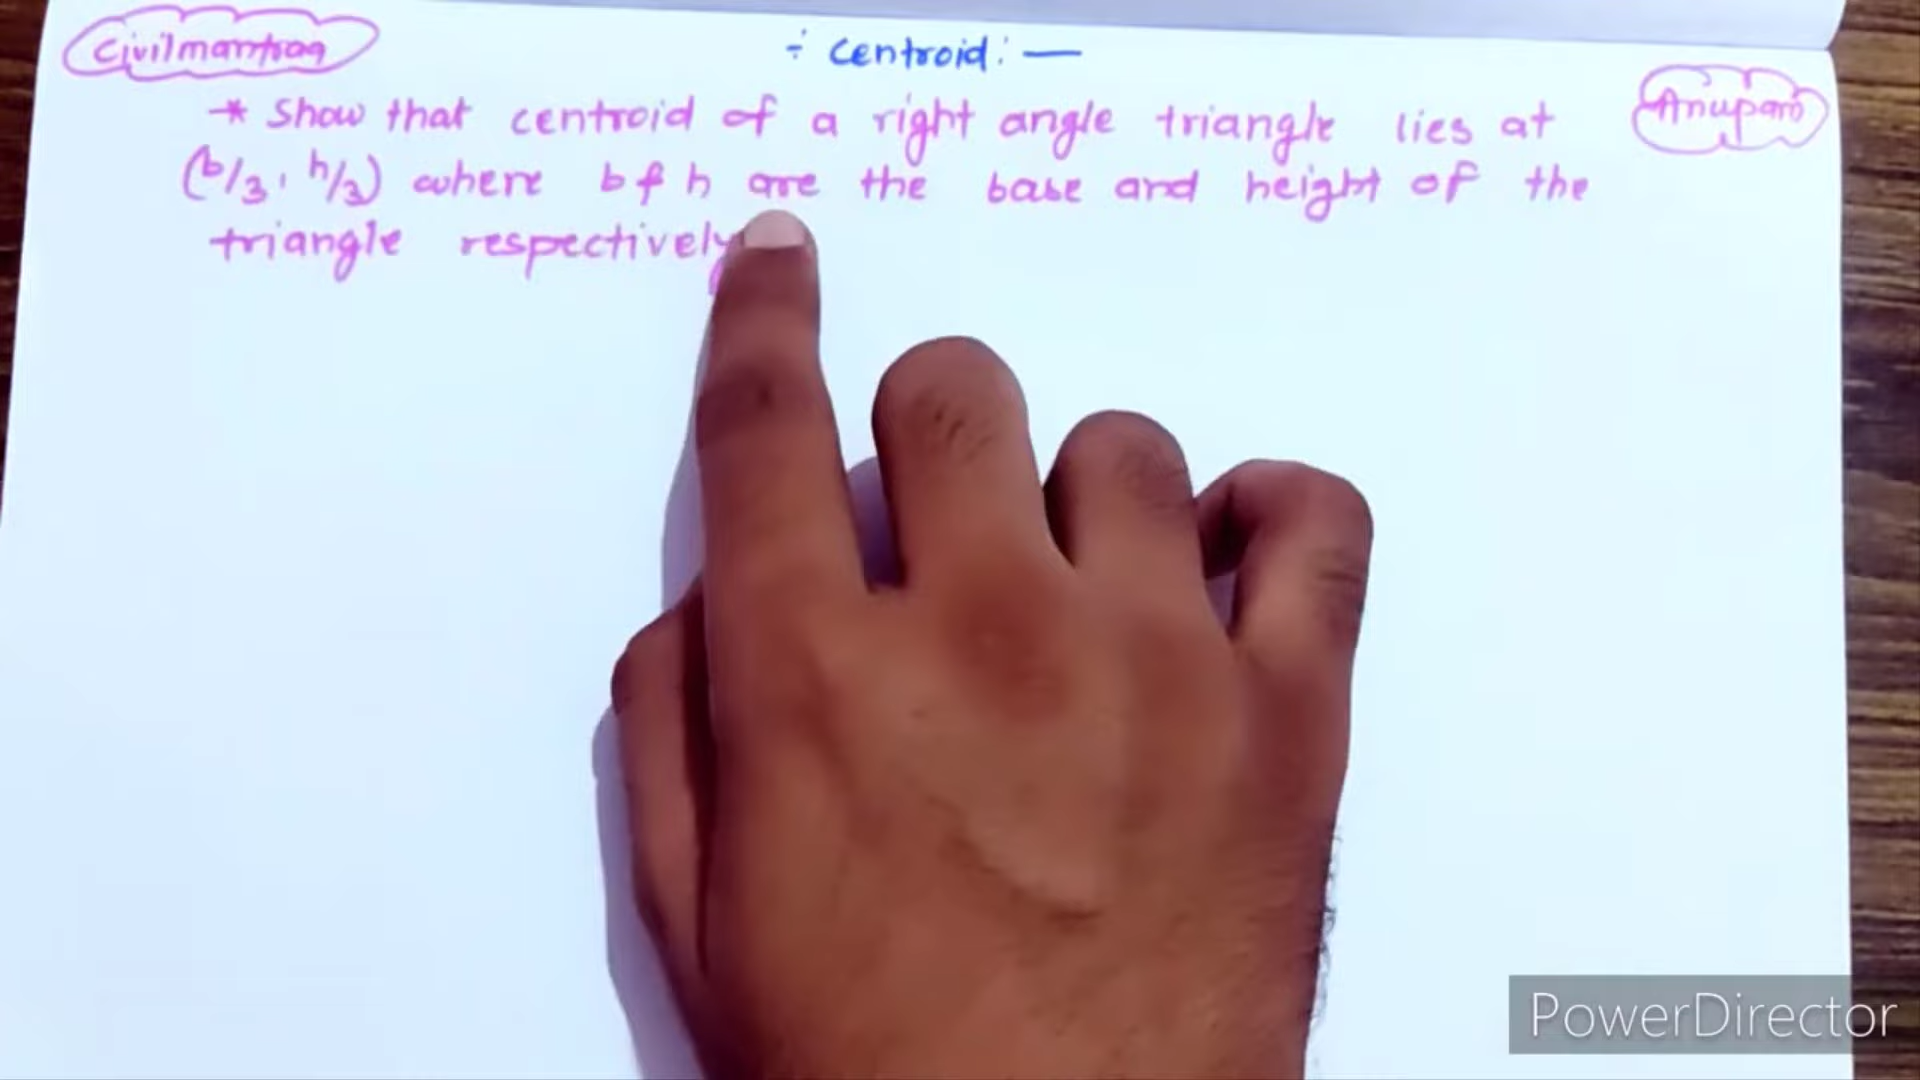 Civilmantraa
÷ Centroid: —
Anupam
* Show that centroid of a right angle triangle lies at
(b/3, h/3) where b & h are the base and height of the
triangle respectively
PowerDirector